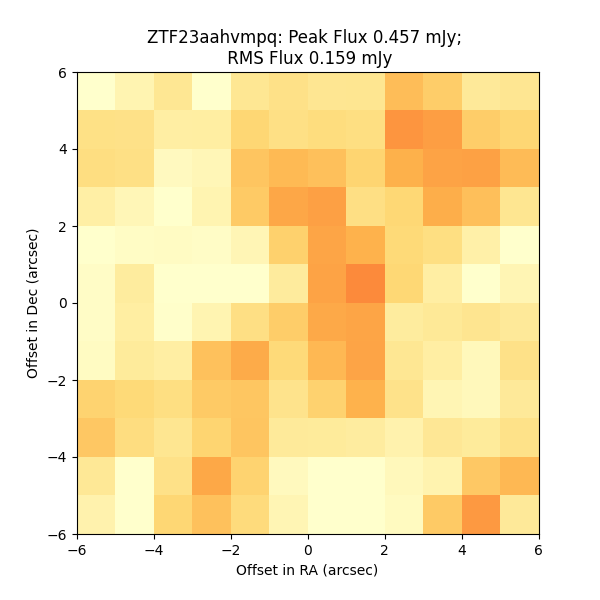 ZTF23aahvmpq: Peak Flux 0.457 mJy;
RMS Flux 0.159 mJy
6
4
2
0
−2
−4
−6
Offset in Dec (arcsec)
−6 −4 −2 0 2 4 6
Offset in RA (arcsec)